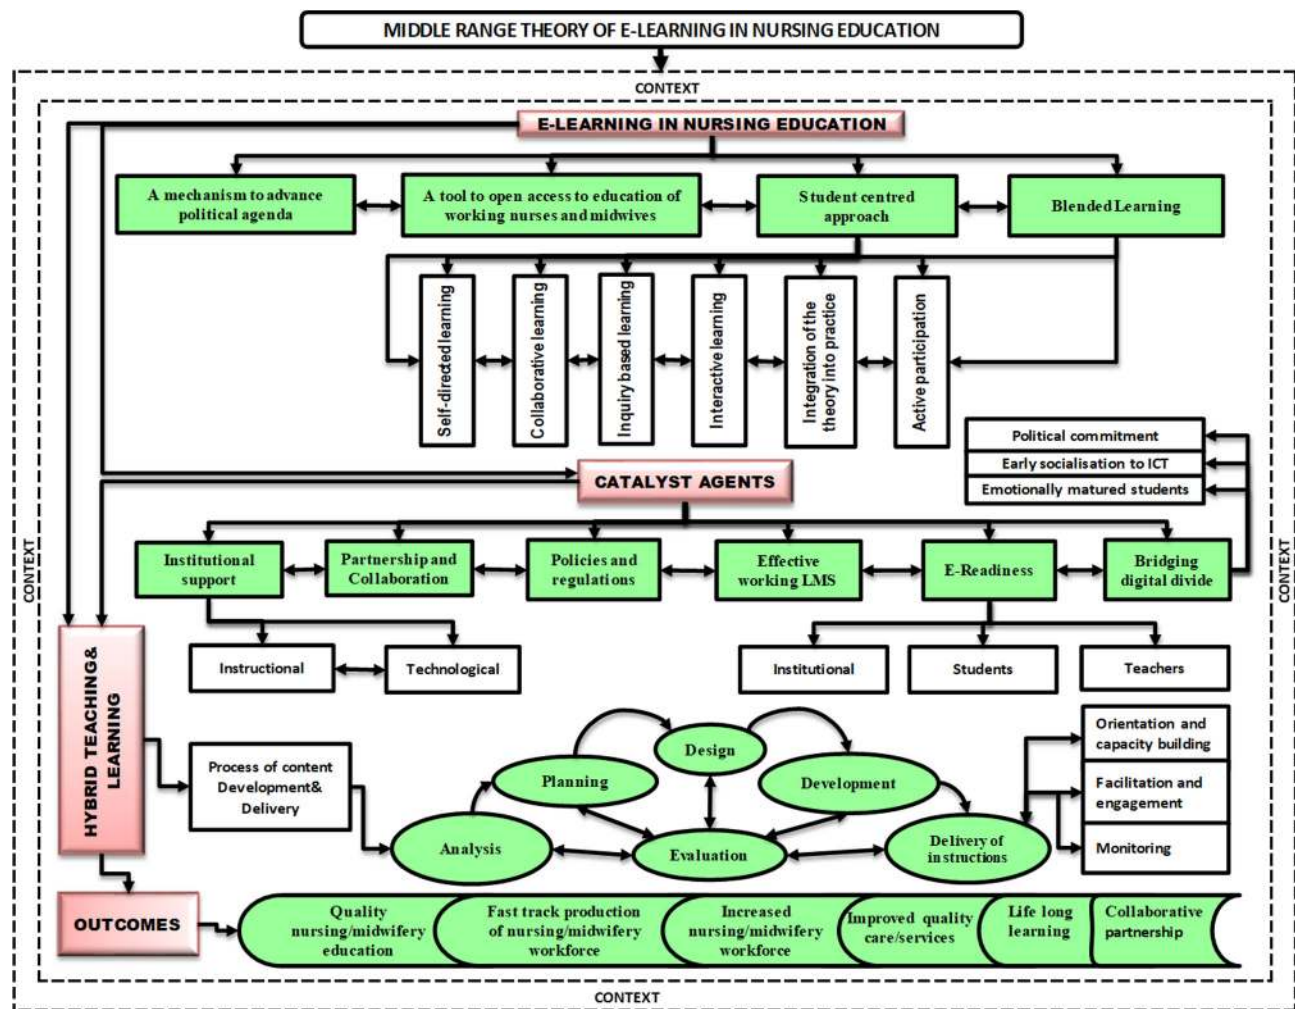 MIDDLE RANGE THEORY OF E-LEARNING IN NURSING EDUCATION
CONTEXT
E-LEARNING IN NURSING EDUCATION
A mechanism to advance
political agenda
A tool to open access to education of
working nurses and midwives
Student centred
approach
Blended Learning
Self-directed learning
Collaborative learning
Inquiry based learning
Interactive learning
Integration of the
theory into practice
Active participation
Political commitment
Early socialisation to ICT
Emotionally matured students
CATALYST AGENTS
CONTEXT
CONTEXT
Institutional
support
Partnership and
Collaboration
Policies and
regulations
Effective
working LMS
E-Readiness
Bridging
digital divide
Instructional
Technological
Institutional
Students
Teachers
HYBRID TEACHING&
LEARNING
Process of content
Development&
Delivery
Analysis
Planning
Design
Development
Evaluation
Delivery of
instructions
Orientation and
capacity building
Facilitation and
engagement
Monitoring
OUTCOMES
Quality
nursing/midwifery
education
Fast track production
of nursing/midwifery
workforce
Increased
nursing/midwifery
workforce
Improved quality
care/services
Life long
learning
Collaborative
partnership
CONTEXT